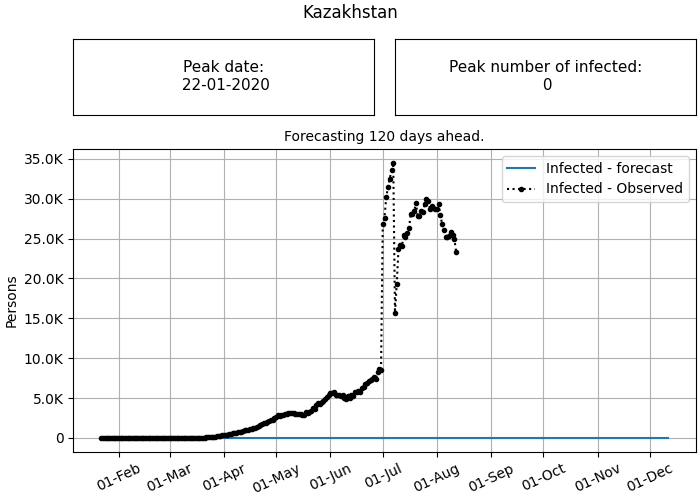 Kazakhstan
Peak date:
22-01-2020
Peak number of infected:
0
Forecasting 120 days ahead.
Infected - forecast
Infected - Observed
35.0K
30.0K
25.0K
20.0K
15.0K
10.0K
5.0K
0
Persons
01-Feb
01-Mar
01-Apr
01-May
01-Jun
01-Jul
01-Aug
01-Sep
01-Oct
01-Nov
01-Dec